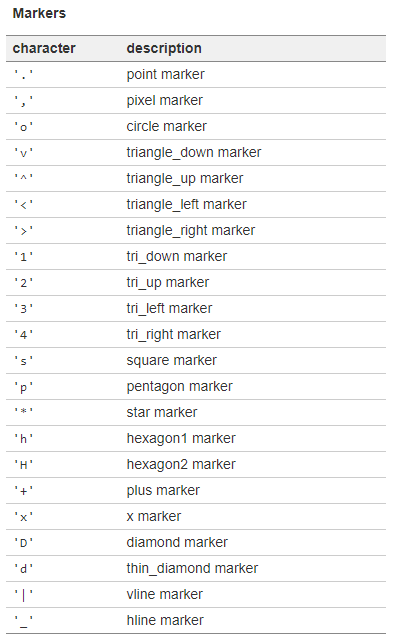 Markers
character description
'.' point marker
',' pixel marker
'o' circle marker
'v' triangle_down marker
'^' triangle_up marker
'<' triangle_left marker
'>' triangle_right marker
'1' tri_down marker
'2' tri_up marker
'3' tri_left marker
'4' tri_right marker
's' square marker
'p' pentagon marker
'*' star marker
'h' hexagon1 marker
'H' hexagon2 marker
'+' plus marker
'x' x marker
'D' diamond marker
'd' thin_diamond marker
'|' vline marker
'_' hline marker